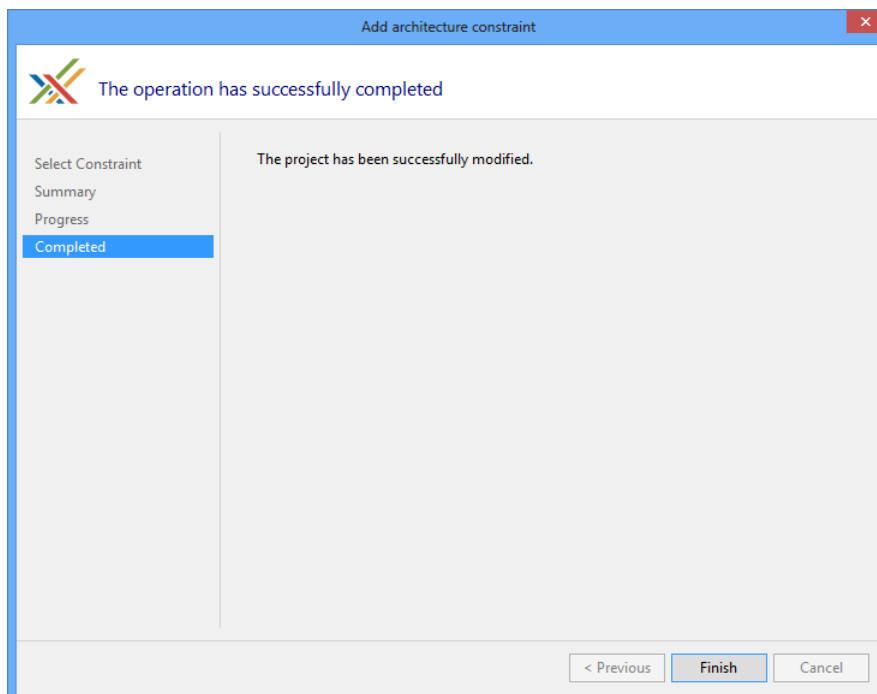 Add architecture constraint
The operation has successfully completed
Select Constraint
Summary
Progress
Completed
The project has been successfully modified.
< Previous
Finish
Cancel